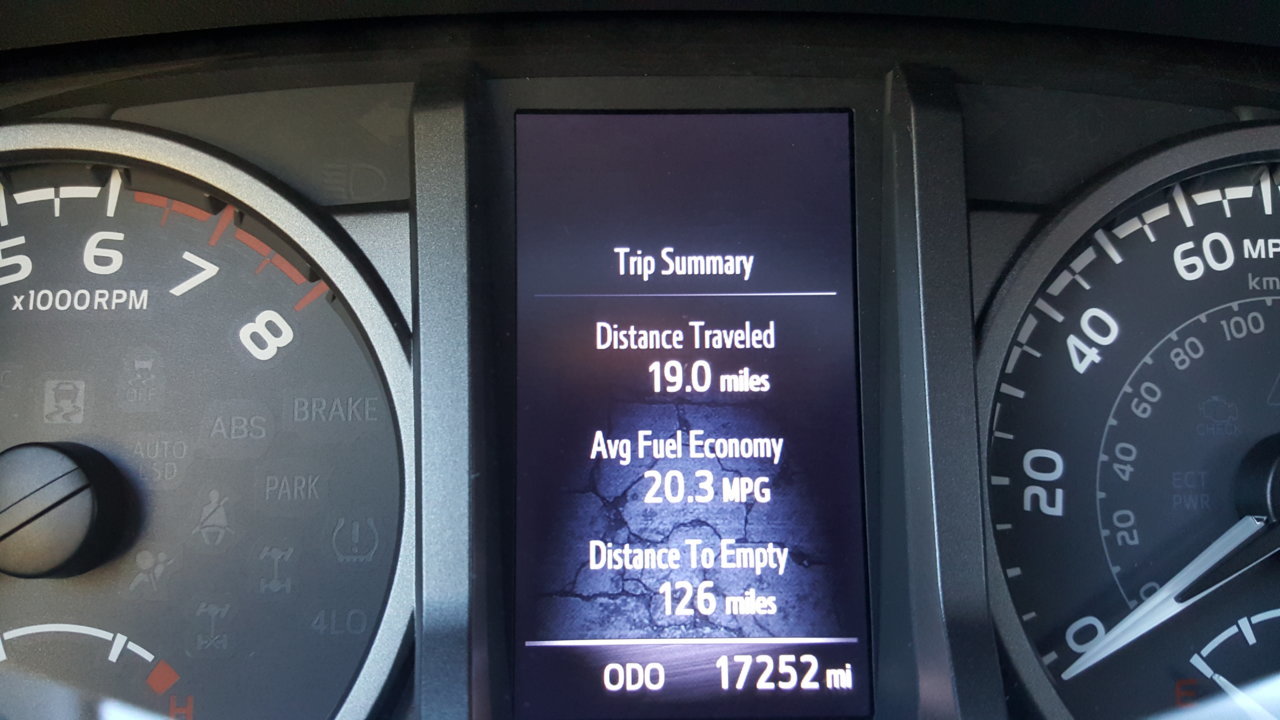 5
6
7
8
x1000RPM
OFF
BRAKE
ABS
AUTO
LSD
PARK
4LO
H
Trip Summary
Distance Traveled
19.0 miles
Avg Fuel Economy
20.3 MPG
Distance To Empty
126 miles
ODO 17252 mi
60
40
20
0
100
80
60
40
20
CHECK
ECT
PWR
E